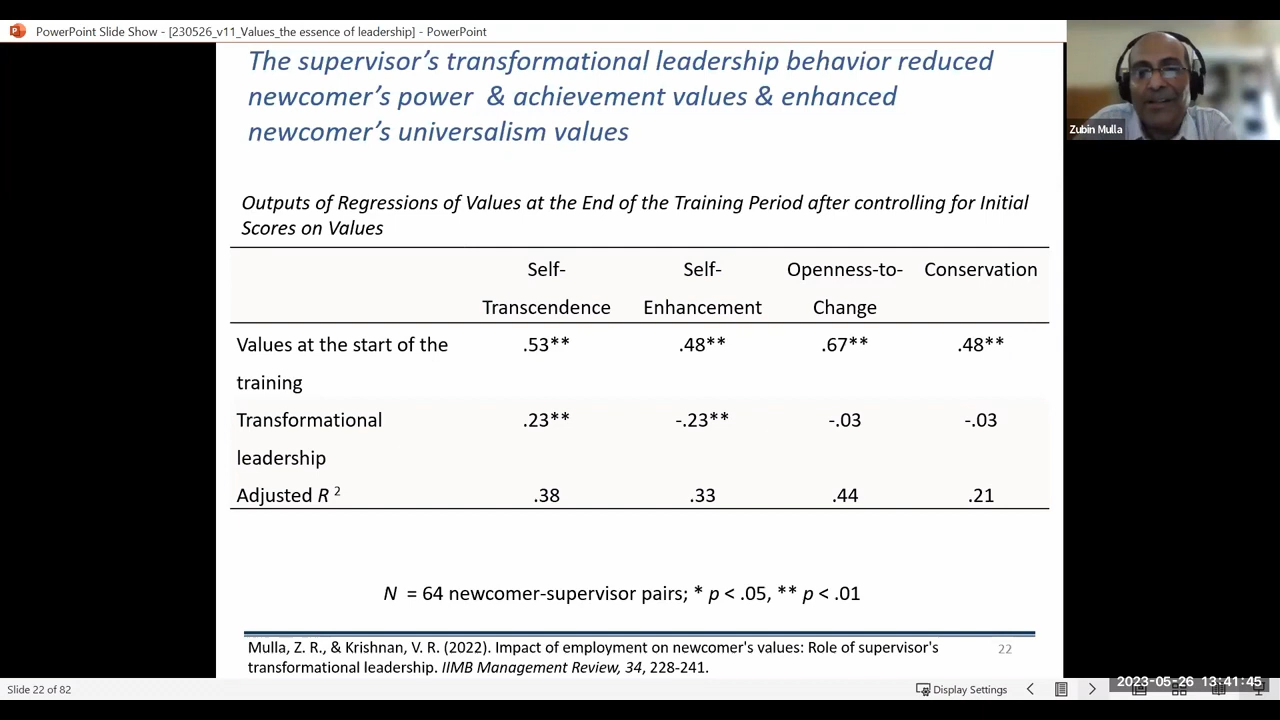 PowerPoint Slide Show - [230526_v11_Values_the essence of leadership] - PowerPoint
The supervisor's transformational leadership behavior reduced
newcomer's power & achievement values & enhanced
newcomer's universalism values
Zubin Mulla
Outputs of Regressions of Values at the End of the Training Period after controlling for Initial
Scores on Values
Self- Self- Openness-to- Conservation
Transcendence Enhancement Change
Values at the start of the .53** .48** .67** .48**
training
Transformational .23** -.23** -.03 -.03
leadership
Adjusted R 2 .38 .33 .44 .21
N = 64 newcomer-supervisor pairs; * p < .05, ** p < .01
Mulla, Z. R., & Krishnan, V. R. (2022). Impact of employment on newcomer's values: Role of supervisor's
transformational leadership. IIMB Management Review, 34, 228-241.
22
Slide 22 of 82
Display Settings
2023-05-26 13:41:45